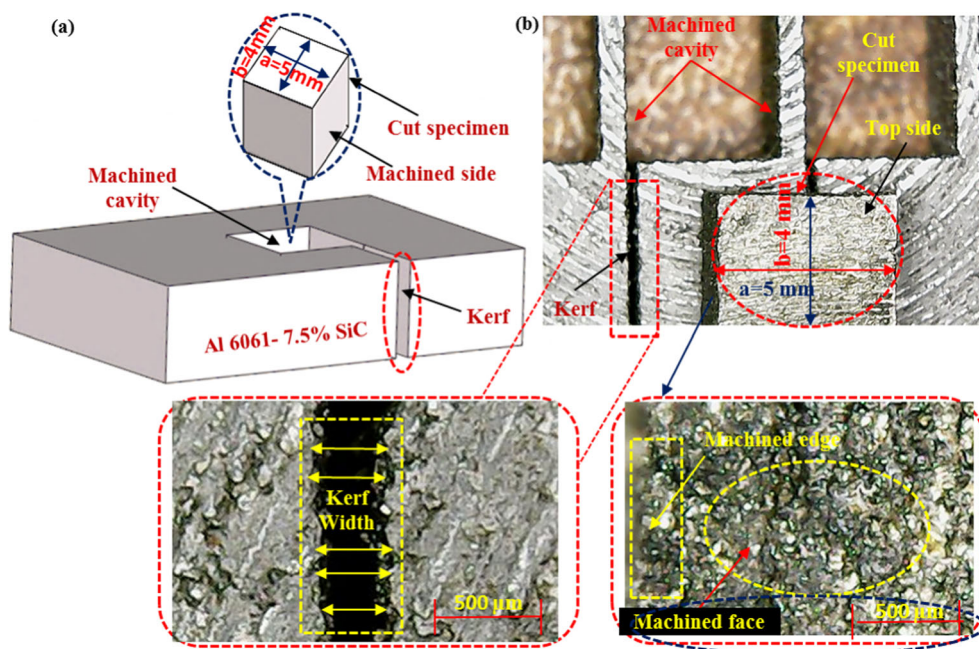 (a)
b=4mm
a=5mm
Cut specimen
Machined side
Machined
cavity
Kerf
Al 6061- 7.5% SiC
(b)
Machined
cavity
Cut
specimen
Top side
b=4 mm
a=5 mm
Kerf
Kerf
Width
500 µm
Machined edge
Machined face
500 µm